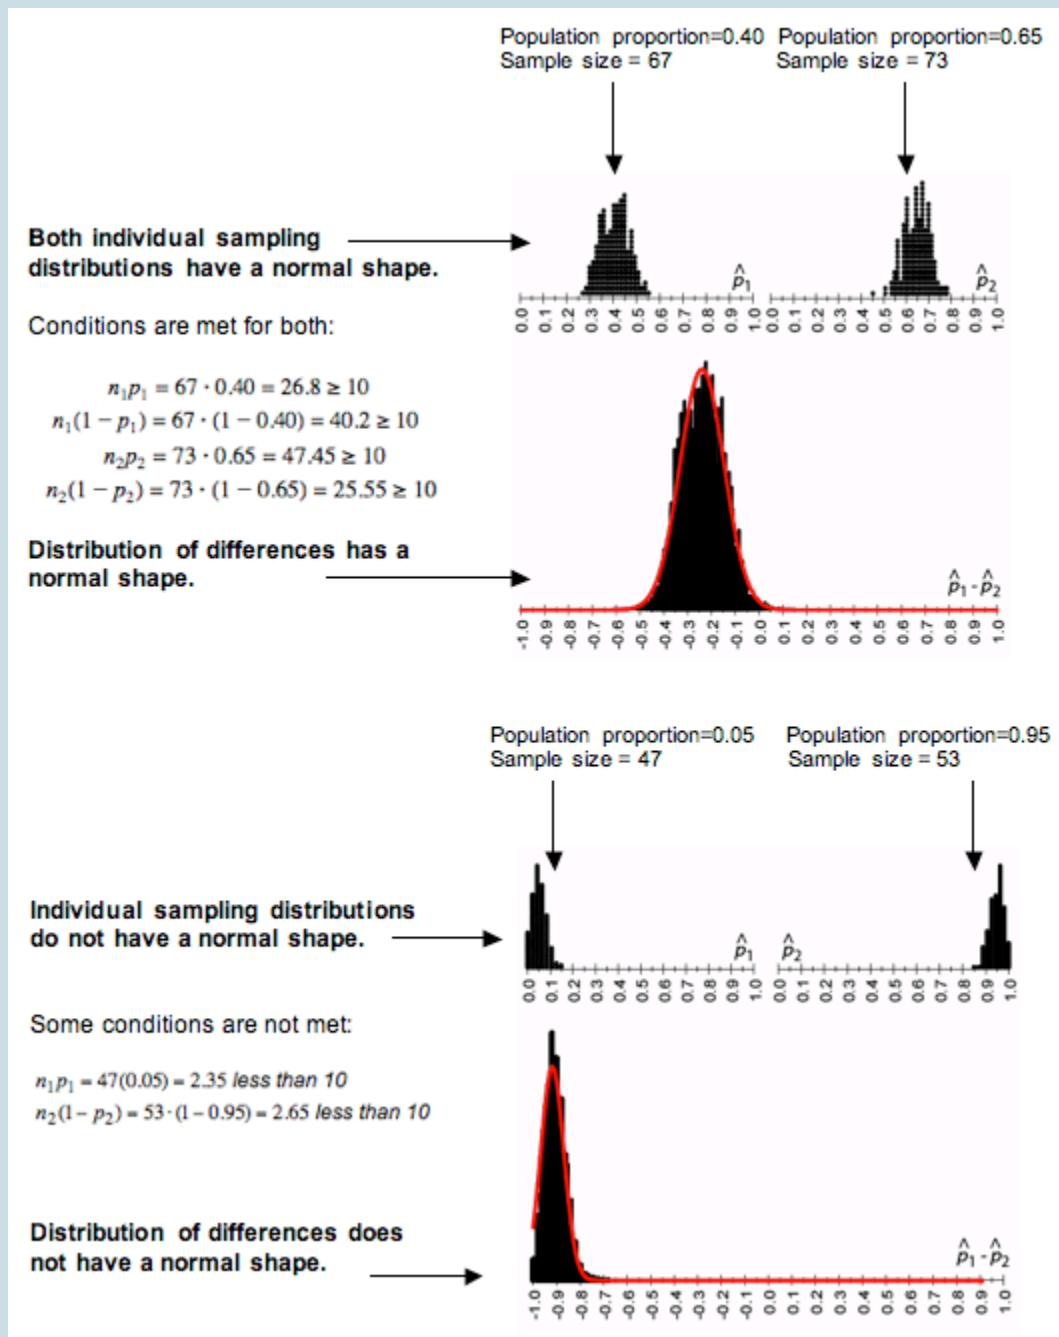 Population proportion=0.40 Population proportion=0.65
Sample size = 67 Sample size = 73
Both individual sampling
distributions have a normal shape.
p̂₁ p̂₂
0.0 0.1 0.2 0.3 0.4 0.5 0.6 0.7 0.8 0.9 1.0 0.0 0.1 0.2 0.3 0.4 0.5 0.6 0.7 0.8 0.9 1.0
Conditions are met for both:
n₁p₁ = 67 · 0.40 = 26.8 ≥ 10
n₁(1 − p₁) = 67 · (1 − 0.40) = 40.2 ≥ 10
n₂p₂ = 73 · 0.65 = 47.45 ≥ 10
n₂(1 − p₂) = 73 · (1 − 0.65) = 25.55 ≥ 10
Distribution of differences has a
normal shape.
p̂₁ - p̂₂
-1.0 -0.9 -0.8 -0.7 -0.6 -0.5 -0.4 -0.3 -0.2 -0.1 0.0 0.1 0.2 0.3 0.4 0.5 0.6 0.7 0.8 0.9 1.0
Population proportion=0.05 Population proportion=0.95
Sample size = 47 Sample size = 53
Individual sampling distributions
do not have a normal shape.
p̂₁ p̂₂
0.0 0.1 0.2 0.3 0.4 0.5 0.6 0.7 0.8 0.9 1.0 0.0 0.1 0.2 0.3 0.4 0.5 0.6 0.7 0.8 0.9 1.0
Some conditions are not met:
n₁p₁ = 47(0.05) = 2.35 less than 10
n₂(1 − p₂) = 53 · (1 − 0.95) = 2.65 less than 10
Distribution of differences does
not have a normal shape.
p̂₁ - p̂₂
-1.0 -0.9 -0.8 -0.7 -0.6 -0.5 -0.4 -0.3 -0.2 -0.1 0.0 0.1 0.2 0.3 0.4 0.5 0.6 0.7 0.8 0.9 1.0